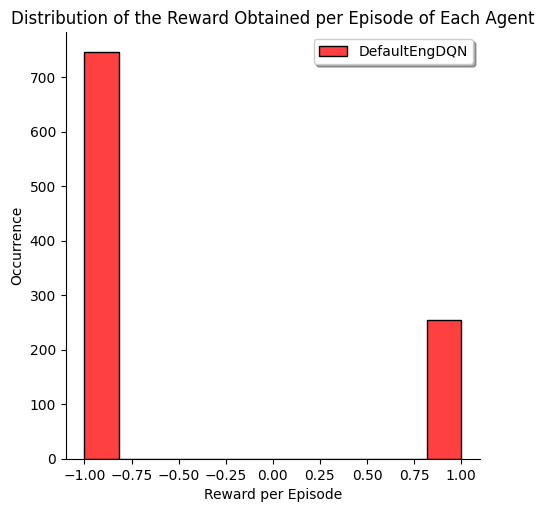 Distribution of the Reward Obtained per Episode of Each Agent
DefaultEngDQN
700
600
500
400
300
200
100
0
Occurrence
−1.00 −0.75 −0.50 −0.25 0.00 0.25 0.50 0.75 1.00
Reward per Episode